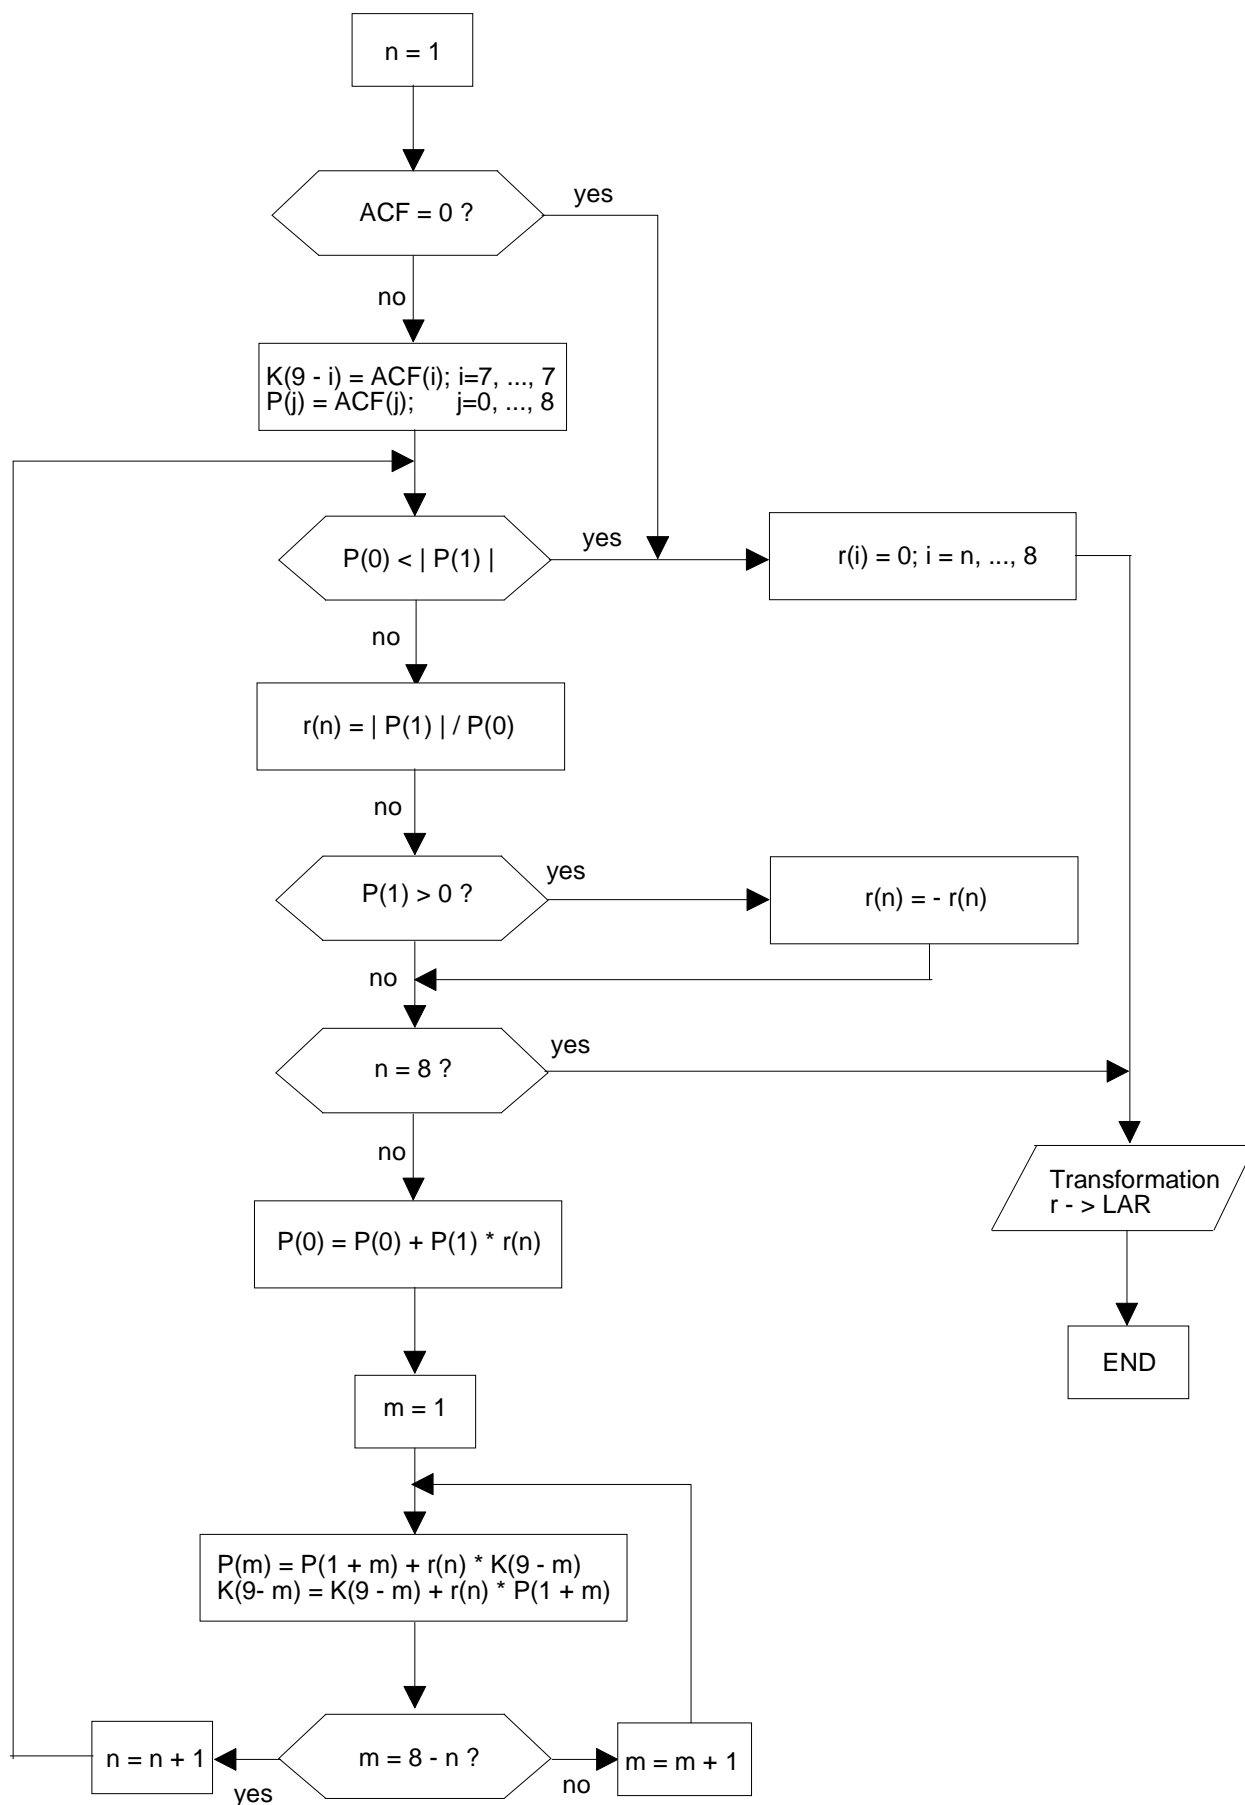 n = 1
ACF = 0 ?
yes
no
K(9 - i) = ACF(i); i=7, ..., 7
P(j) = ACF(j); j=0, ..., 8
P(0) < | P(1) |
yes
r(i) = 0; i = n, ..., 8
no
r(n) = | P(1) | / P(0)
no
P(1) > 0 ?
yes
r(n) = - r(n)
no
n = 8 ?
yes
no
Transformation
r - > LAR
P(0) = P(0) + P(1) * r(n)
END
m = 1
P(m) = P(1 + m) + r(n) * K(9 - m)
K(9- m) = K(9 - m) + r(n) * P(1 + m)
n = n + 1
yes
m = 8 - n ?
no
m = m + 1